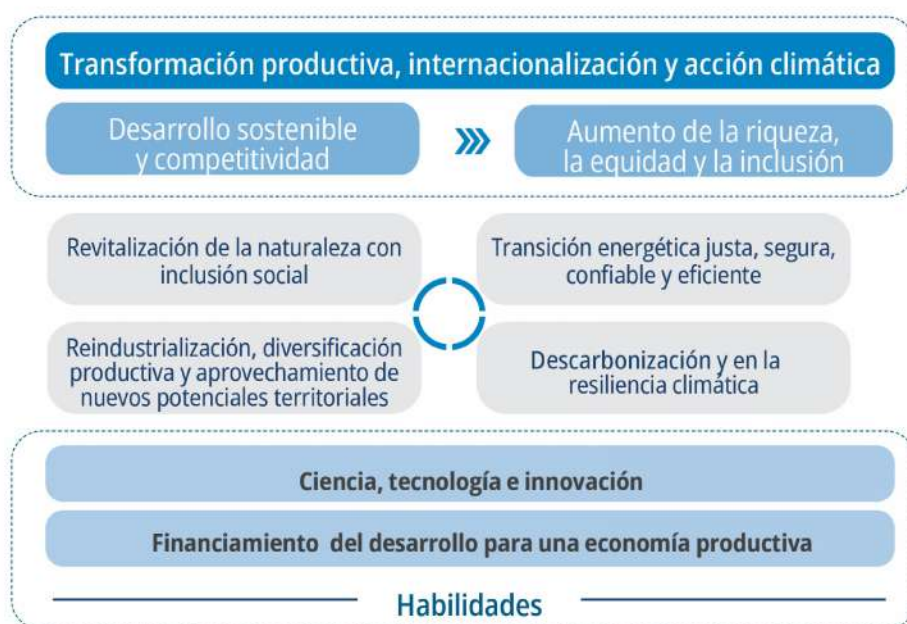 Transformación productiva, internacionalización y acción climática
Desarrollo sostenible
y competitividad
Aumento de la riqueza,
la equidad y la inclusión
Revitalización de la naturaleza con
inclusión social
Transición energética justa, segura,
confiable y eficiente
Reindustrialización, diversificación
productiva y aprovechamiento de
nuevos potenciales territoriales
Descarbonización y en la
resiliencia climática
Ciencia, tecnología e innovación
Financiamiento del desarrollo para una economía productiva
Habilidades